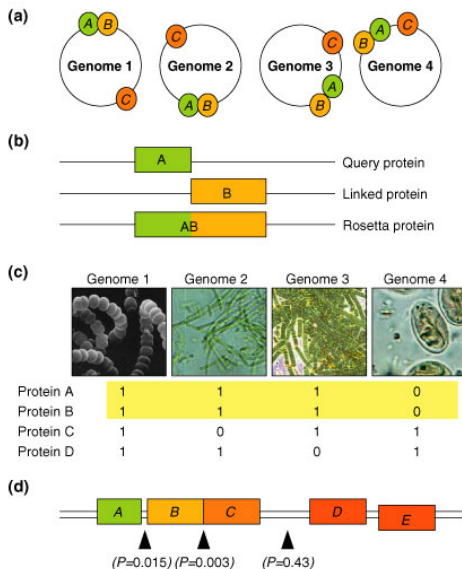 (a)
A B C
Genome 1
C A B
Genome 2
C A B
Genome 3
B A C
Genome 4
(b)
A Query protein
B Linked protein
AB Rosetta protein
(c)
Genome 1 Genome 2 Genome 3 Genome 4
Protein A 1 1 1 0
Protein B 1 1 1 0
Protein C 1 0 1 1
Protein D 1 1 0 1
(d)
A B C D E
(P=0.015) (P=0.003) (P=0.43)